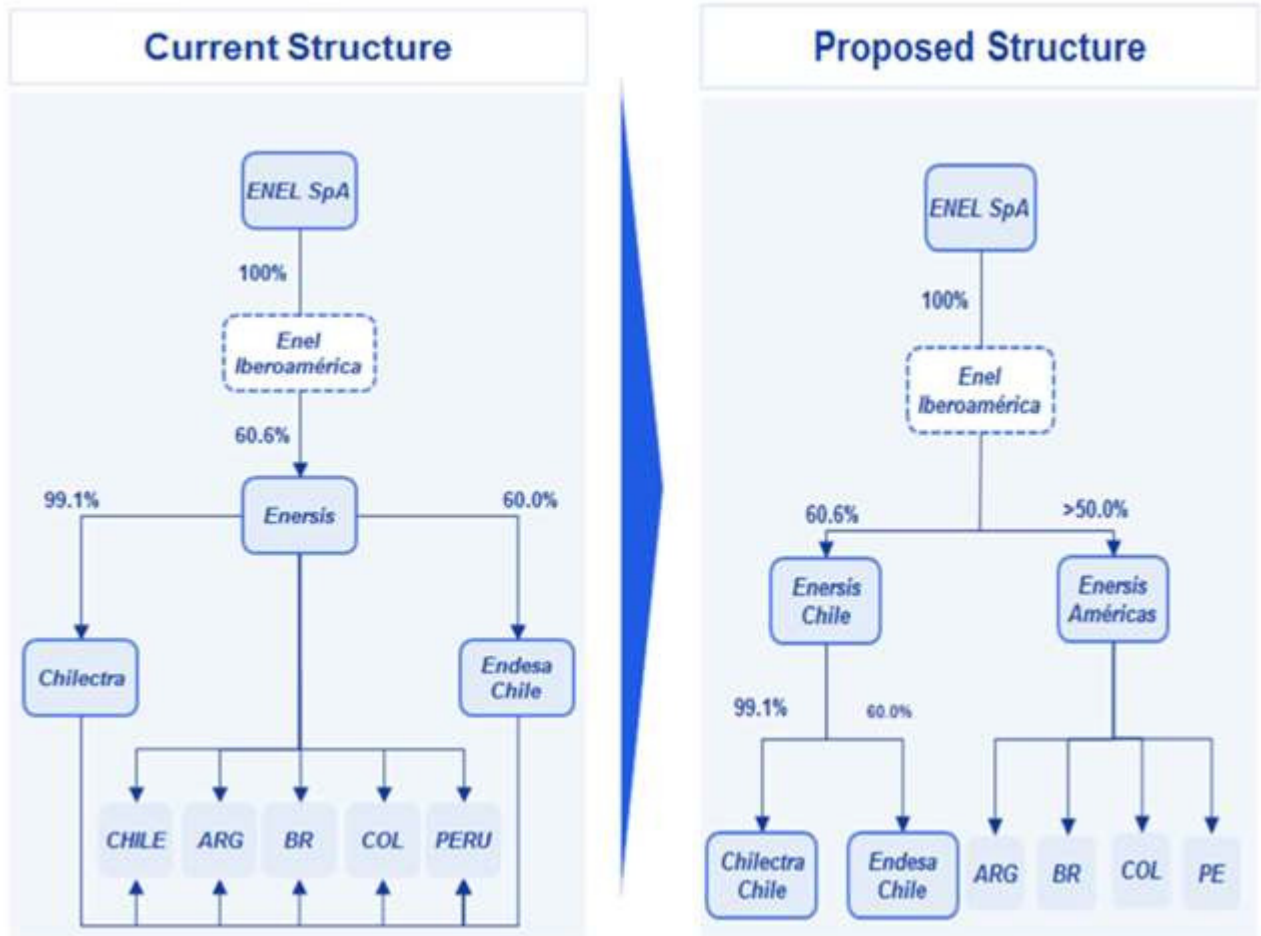 Current Structure
ENEL SpA
100%
Enel
Iberoamérica
60.6%
99.1%
60.0%
Enersis
Chilectra
Endesa
Chile
CHILE
ARG
BR
COL
PERU
Proposed Structure
ENEL SpA
100%
Enel
Iberoamérica
60.6%
>50.0%
Enersis
Chile
Enersis
Américas
99.1%
60.0%
Chilectra
Chile
Endesa
Chile
ARG
BR
COL
PE